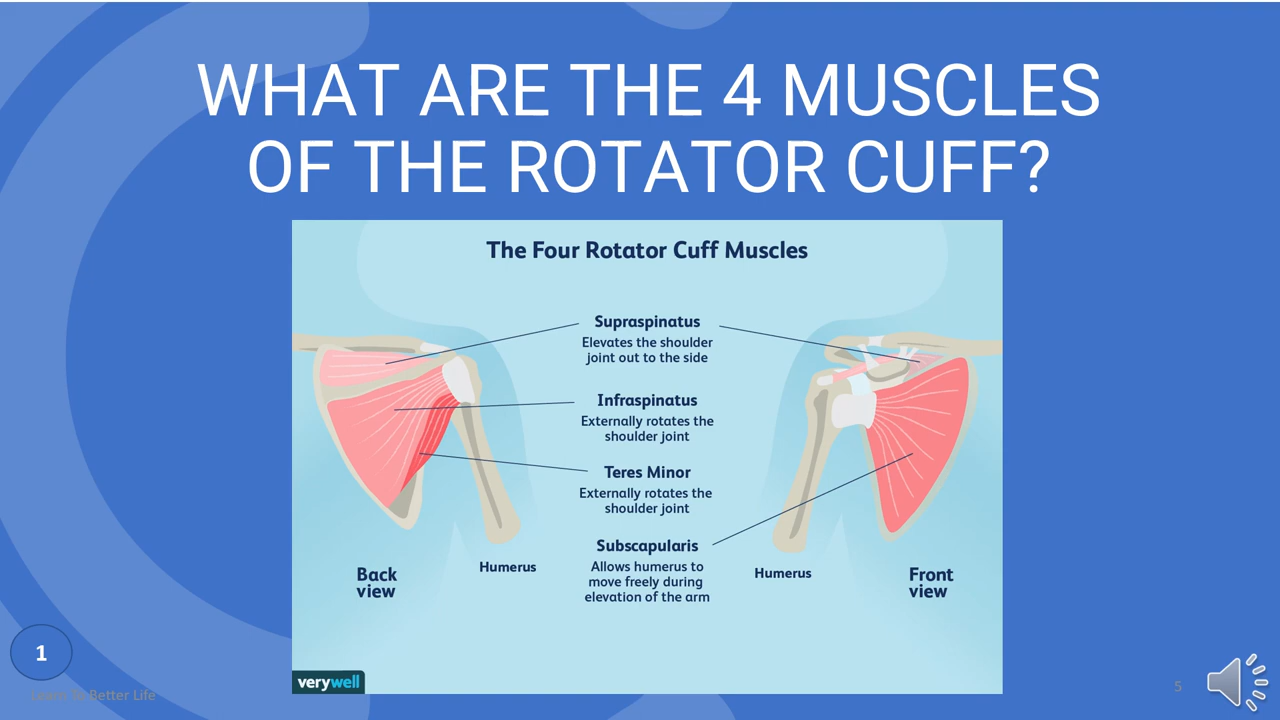 WHAT ARE THE 4 MUSCLES
OF THE ROTATOR CUFF?
The Four Rotator Cuff Muscles
Supraspinatus
Elevates the shoulder
joint out to the side
Infraspinatus
Externally rotates the
shoulder joint
Teres Minor
Externally rotates the
shoulder joint
Subscapularis
Allows humerus to
move freely during
elevation of the arm
Humerus
Humerus
Back
view
Front
view
verywell
1
Learn To Better Life
5